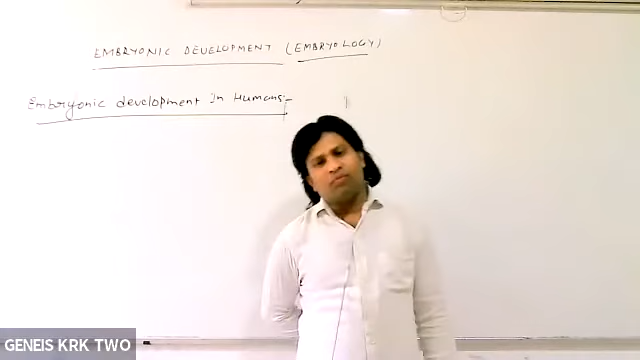 EMBRYONIC DEVELOPMENT (EMBRYOLOGY)
Embryonic development in Humans:-
GENEIS KRK TWO